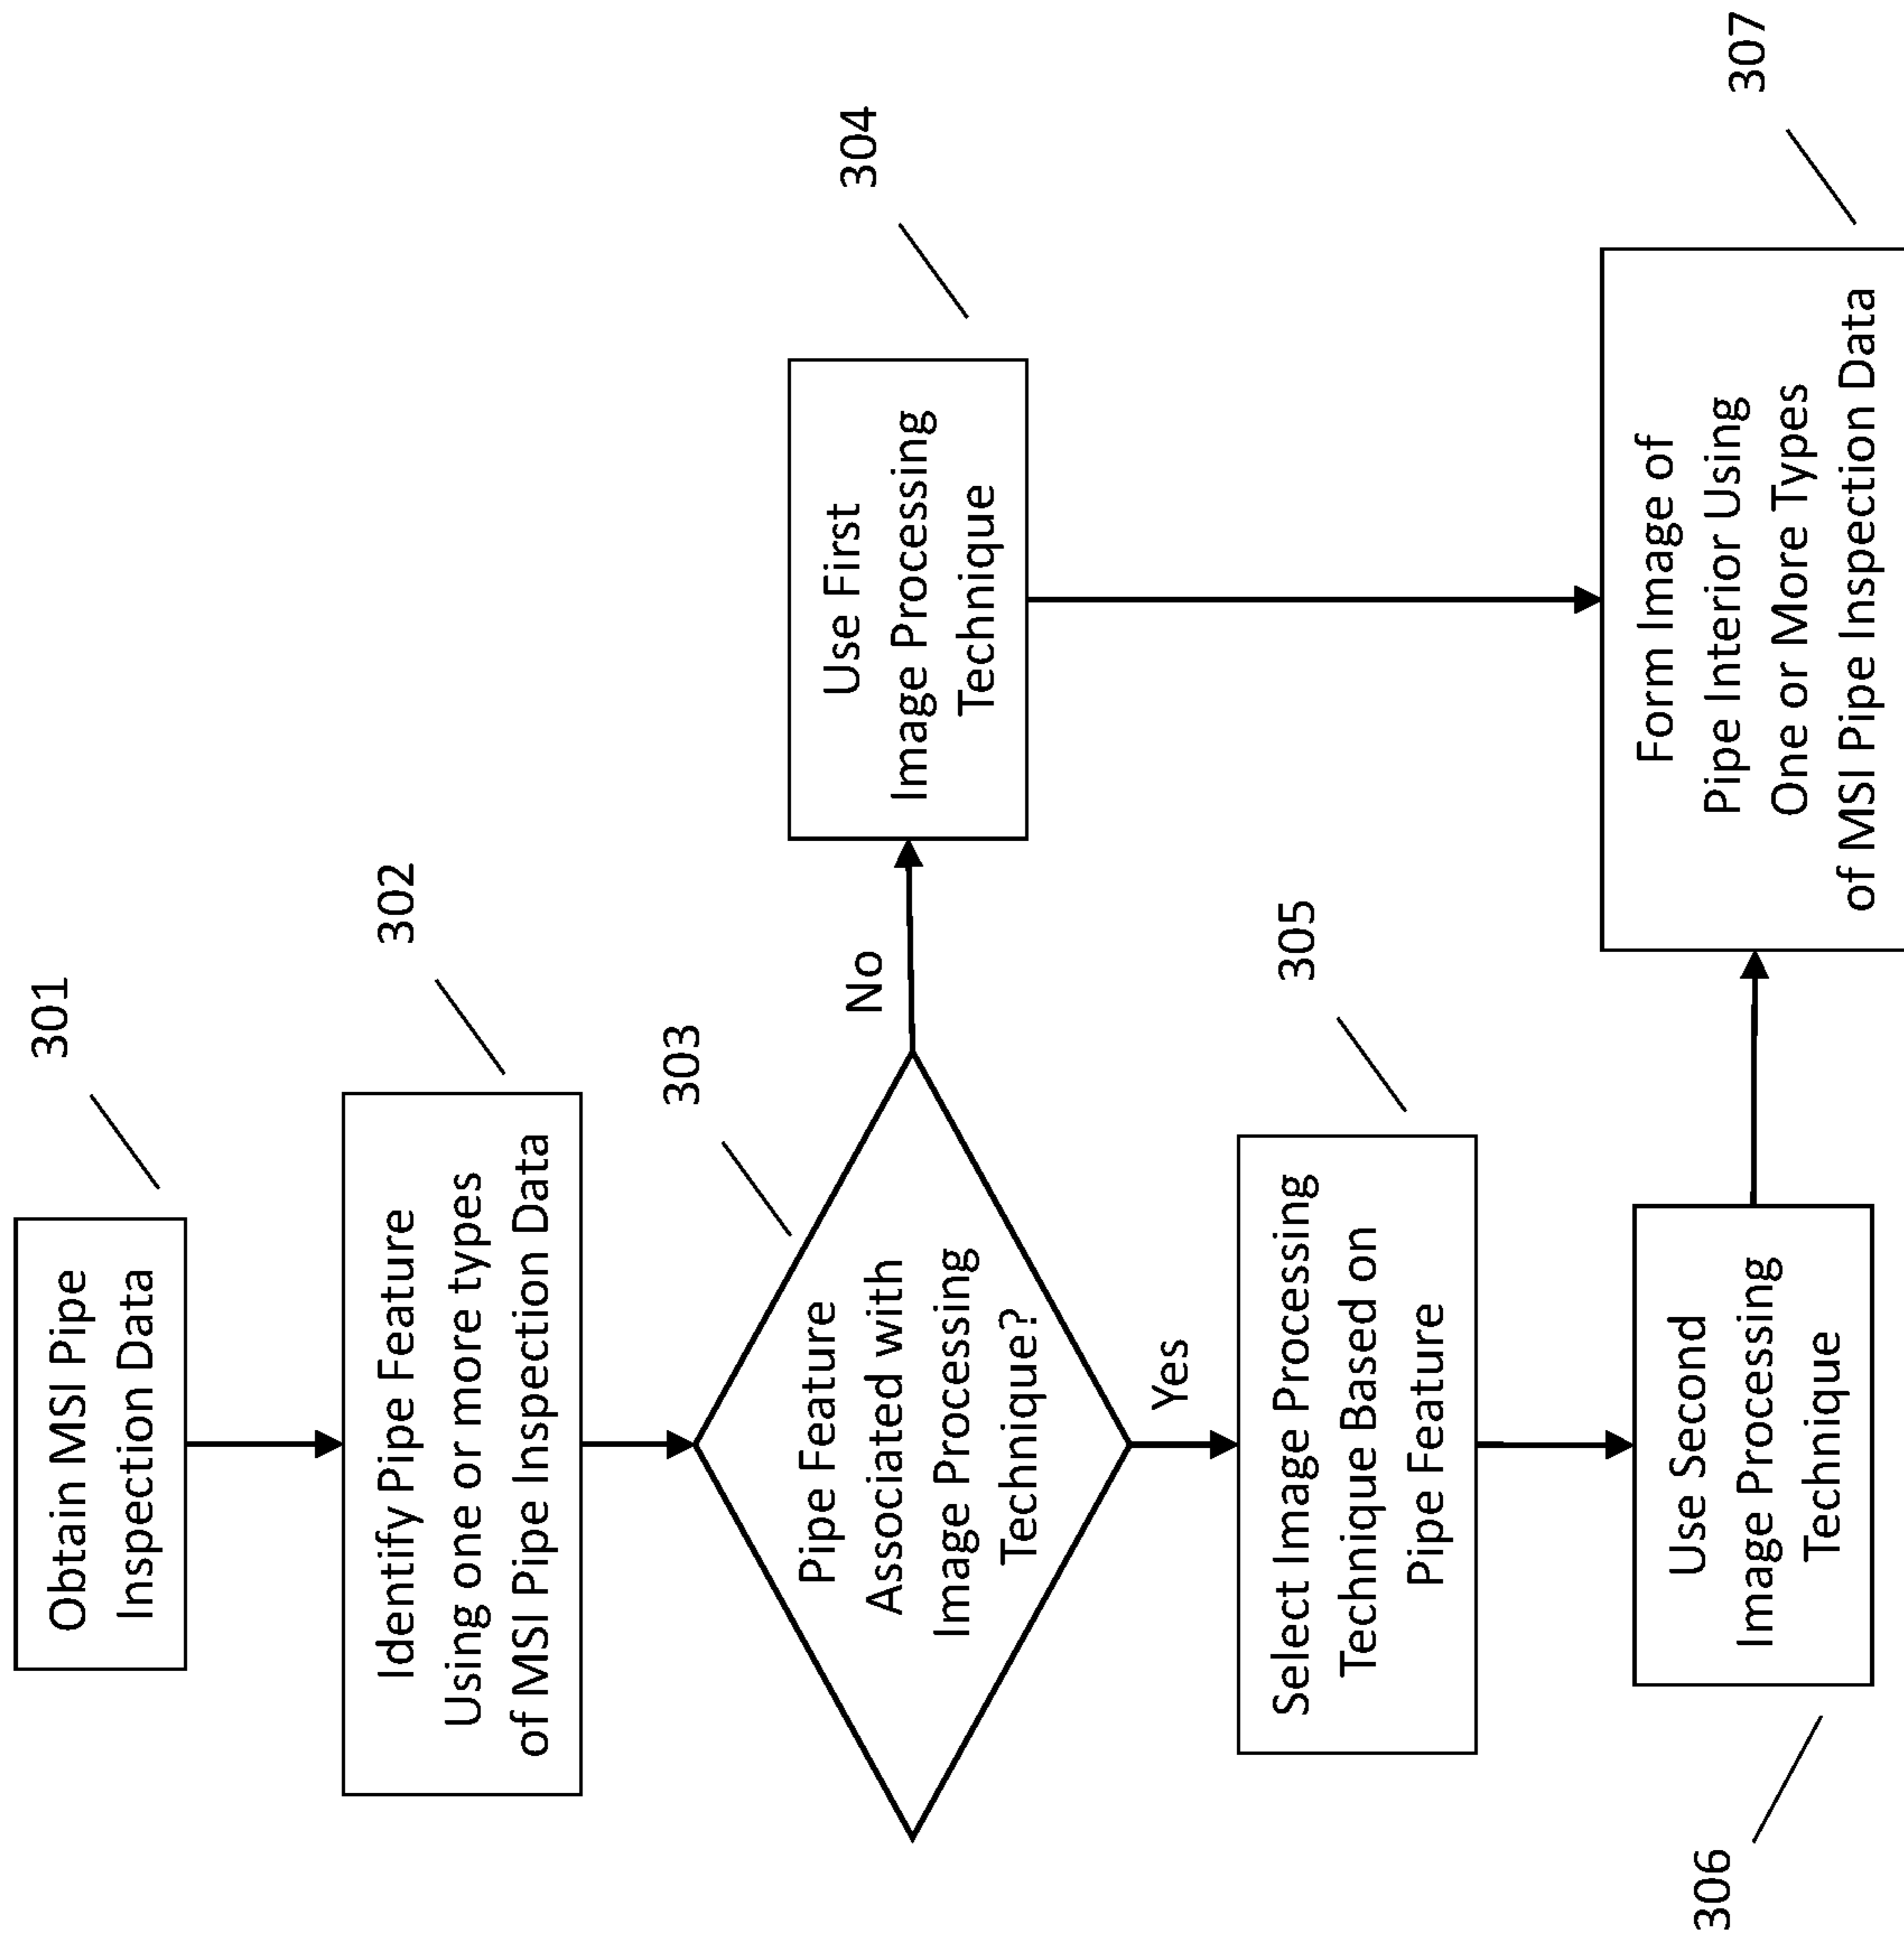 301
Obtain MSI Pipe
Inspection Data
302
Identify Pipe Feature
Using one or more types
of MSI Pipe Inspection Data
303
Pipe Feature
Associated with
Image Processing
Technique?
No
304
Use First
Image Processing
Technique
Yes
305
Select Image Processing
Technique Based on
Pipe Feature
306
Use Second
Image Processing
Technique
307
Form Image of
Pipe Interior Using
One or More Types
of MSI Pipe Inspection Data